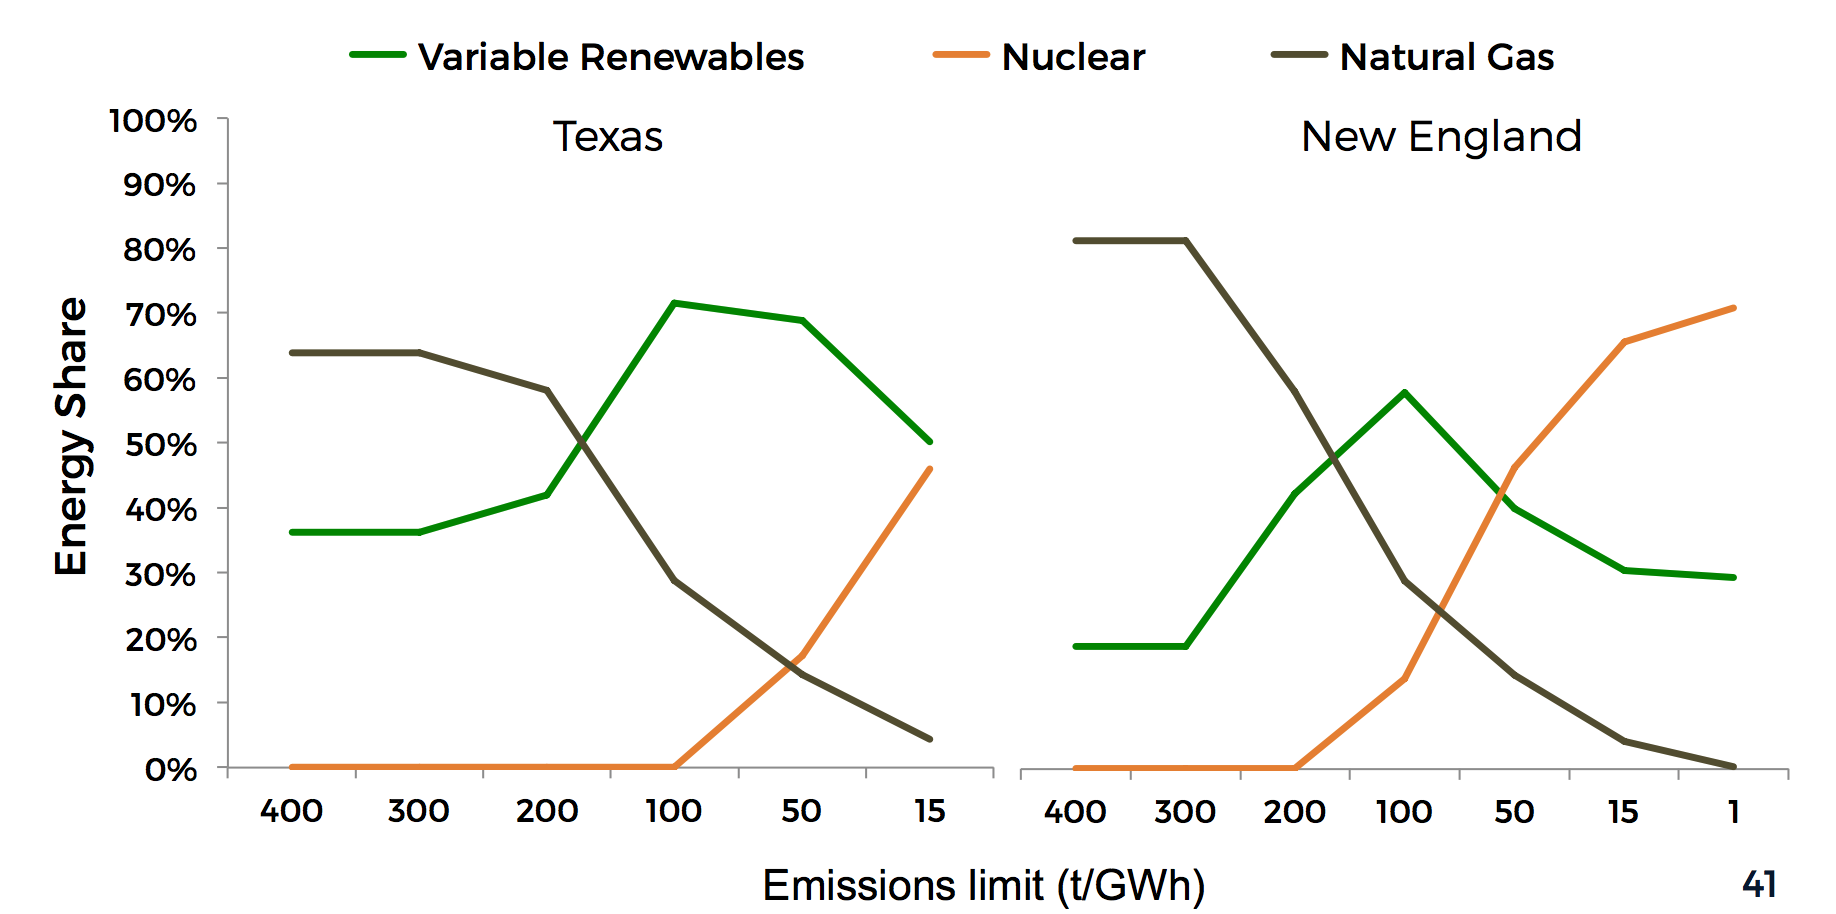 Variable Renewables Nuclear Natural Gas
Texas New England
100%
90%
80%
70%
60%
50%
40%
30%
20%
10%
0%
Energy Share
400 300 200 100 50 15 400 300 200 100 50 15 1
Emissions limit (t/GWh)
41